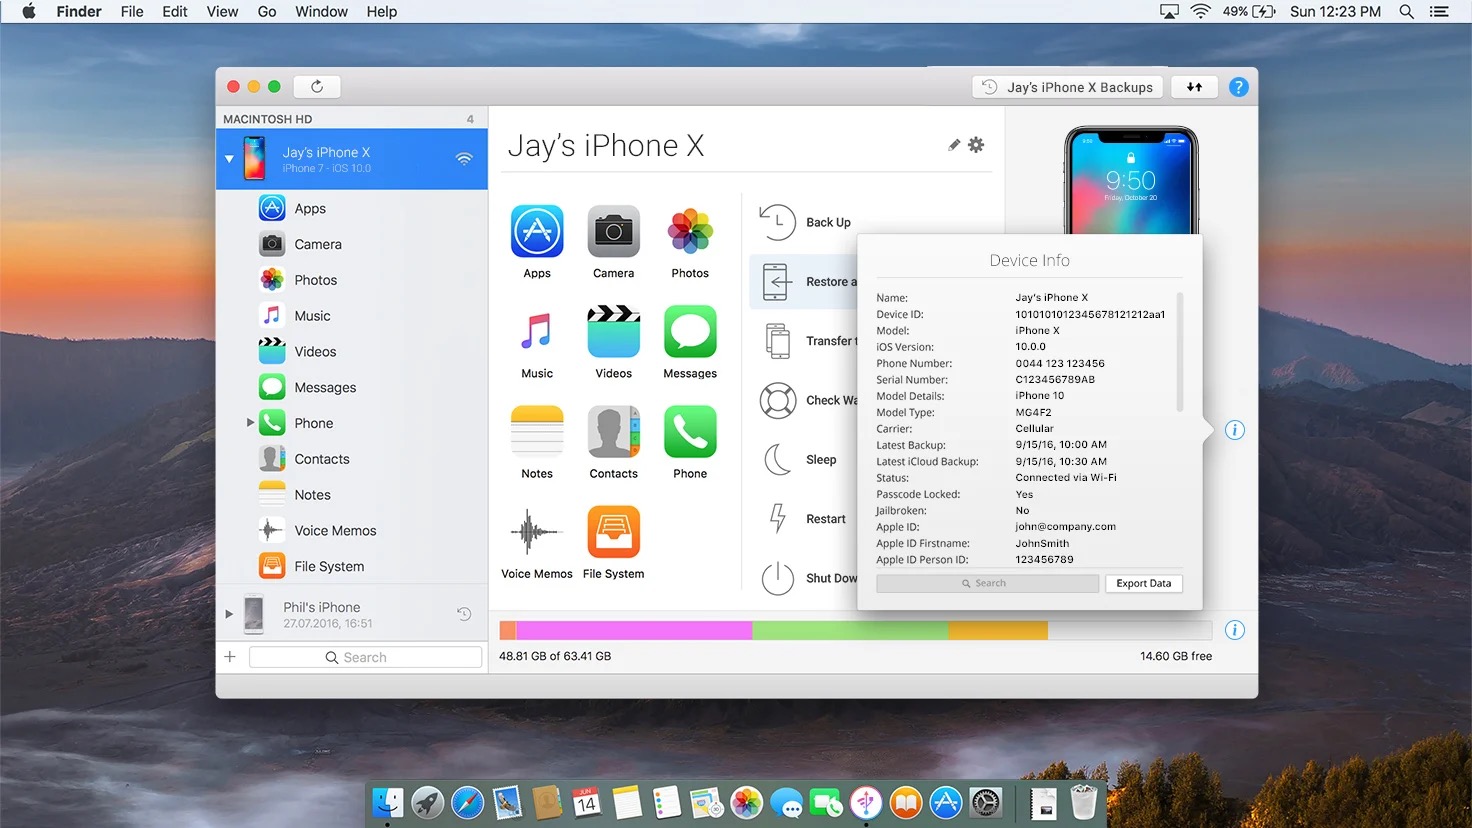 Finder File Edit View Go Window Help 49% Sun 12:23 PM
Jay's iPhone X Backups ?
MACINTOSH HD 4
Jay's iPhone X
iPhone 7 - iOS 10.0
Apps
Camera
Photos
Music
Videos
Messages
Phone
Contacts
Notes
Voice Memos
File System
Phil's iPhone
27.07.2016, 16:51
+ Search
Jay's iPhone X
Apps Camera Photos
Music Videos Messages
Notes Contacts Phone
Voice Memos File System
Back Up
Restore a
Transfer t
Check Wa
Sleep
Restart
Shut Dow
9:50
Friday, October 20
Device Info
Name: Jay's iPhone X
Device ID: 1010101012345678121212aa1
Model: iPhone X
iOS Version: 10.0.0
Phone Number: 0044 123 123456
Serial Number: C123456789AB
Model Details: iPhone 10
Model Type: MG4F2
Carrier: Cellular
Latest Backup: 9/15/16, 10:00 AM
Latest iCloud Backup: 9/15/16, 10:30 AM
Status: Connected via Wi-Fi
Passcode Locked: Yes
Jailbroken: No
Apple ID: john@company.com
Apple ID Firstname: JohnSmith
Apple ID Person ID: 123456789
Search Export Data
48.81 GB of 63.41 GB 14.60 GB free
JUN
14